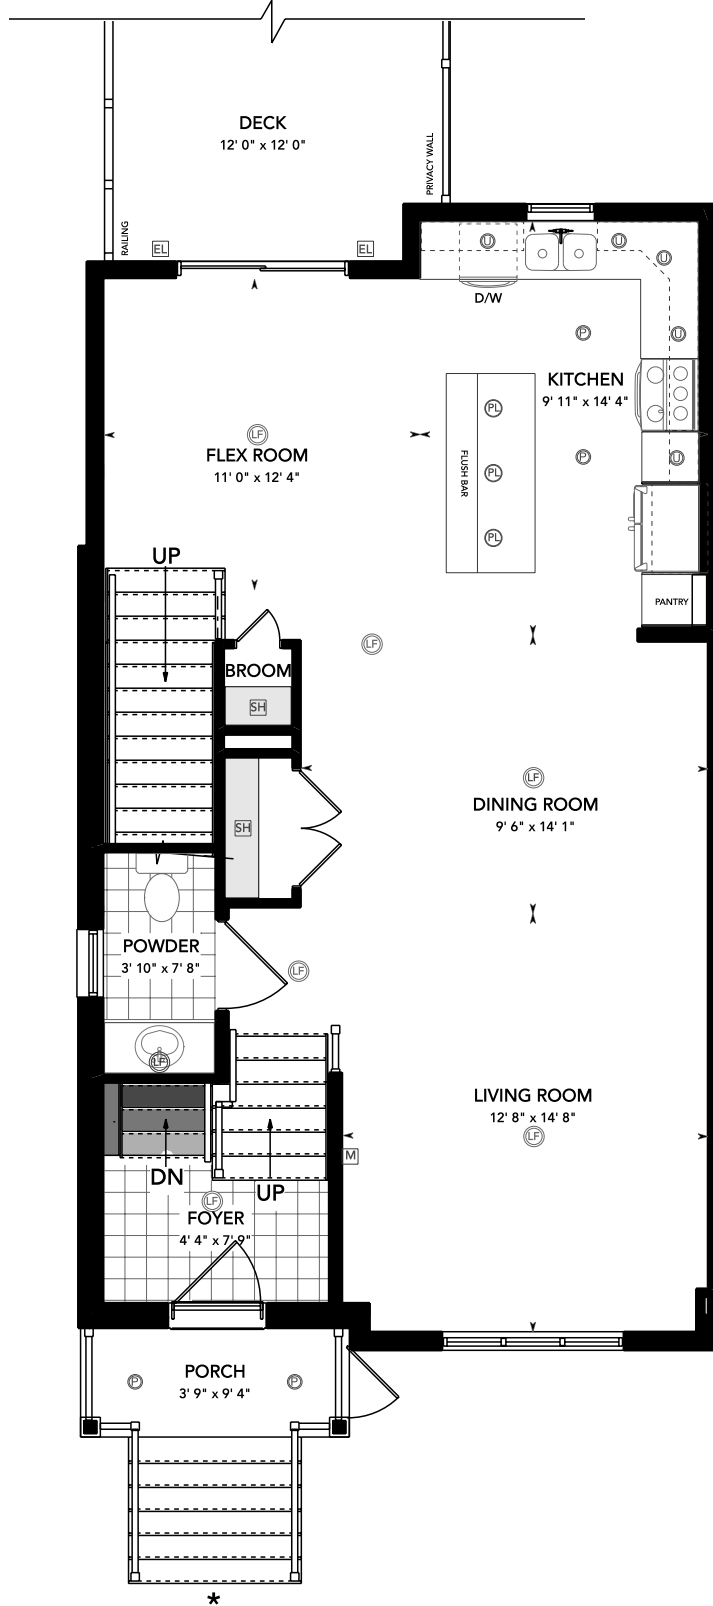 DECK
12' 0" x 12' 0"
PRIVACY WALL
RAILING
EL
EL
U
U
U
D/W
P
U
KITCHEN
9' 11" x 14' 4"
PL
LF
FLEX ROOM
11' 0" x 12' 4"
P
U
FLUSH BAR
PL
PL
UP
PANTRY
LF
BROOM
SH
LF
DINING ROOM
9' 6" x 14' 1"
SH
POWDER
3' 10" x 7' 8"
LF
LF
LIVING ROOM
12' 8" x 14' 8"
LF
M
DN
UP
LF
FOYER
4' 4" x 7' 9"
PORCH
3' 9" x 9' 4"
P
P
*